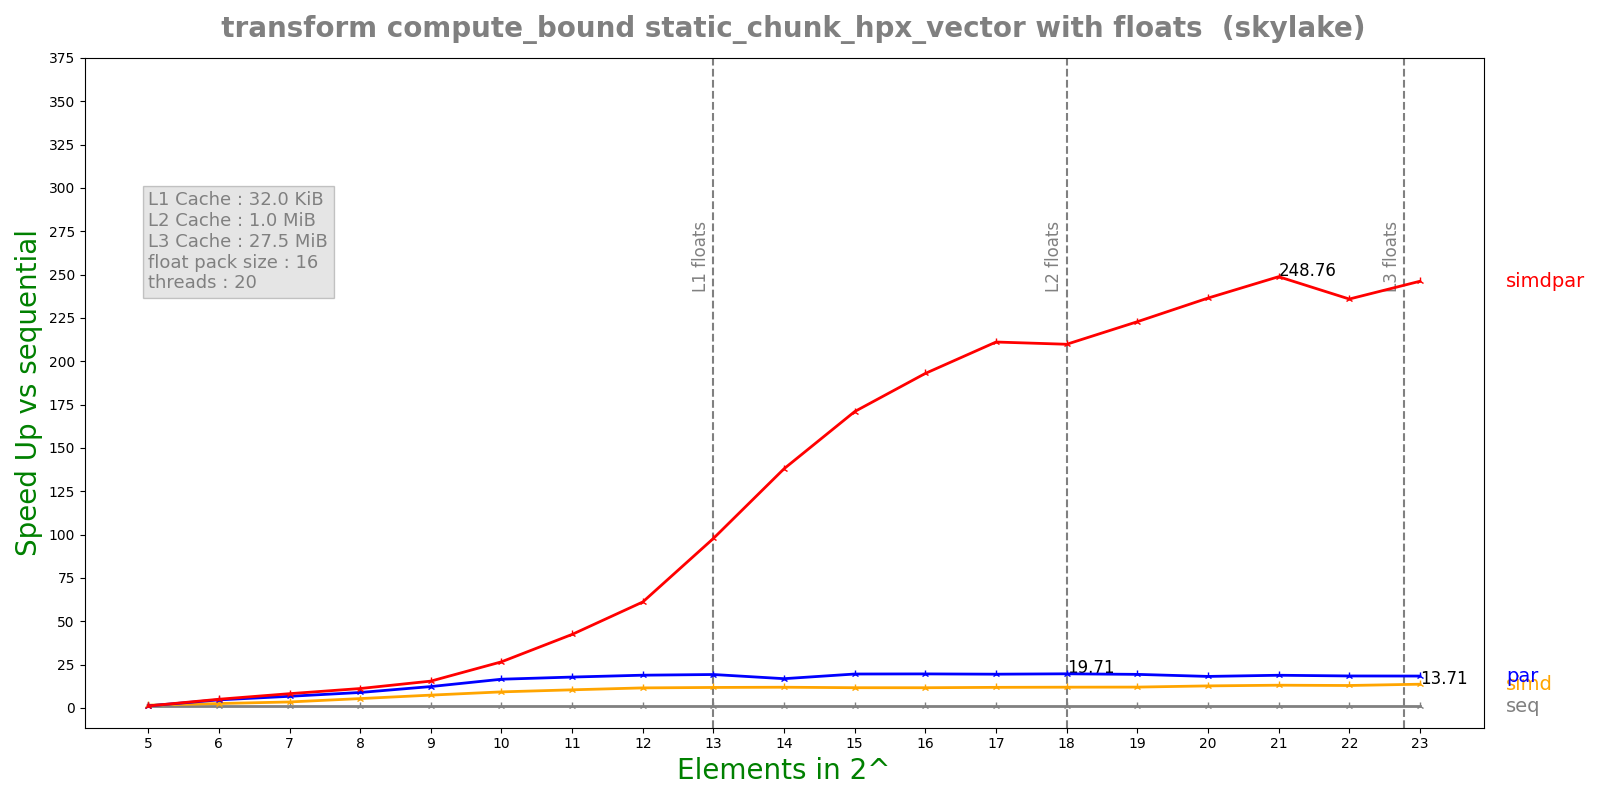 transform compute_bound static_chunk_hpx_vector with floats (skylake)
Speed Up vs sequential
375
350
325
300
275
250
225
200
175
150
125
100
75
50
25
0
L1 Cache : 32.0 KiB
L2 Cache : 1.0 MiB
L3 Cache : 27.5 MiB
float pack size : 16
threads : 20
L1 floats
L2 floats
L3 floats
248.76
19.71
13.71
simdpar
par
simd
seq
5 6 7 8 9 10 11 12 13 14 15 16 17 18 19 20 21 22 23
Elements in 2^